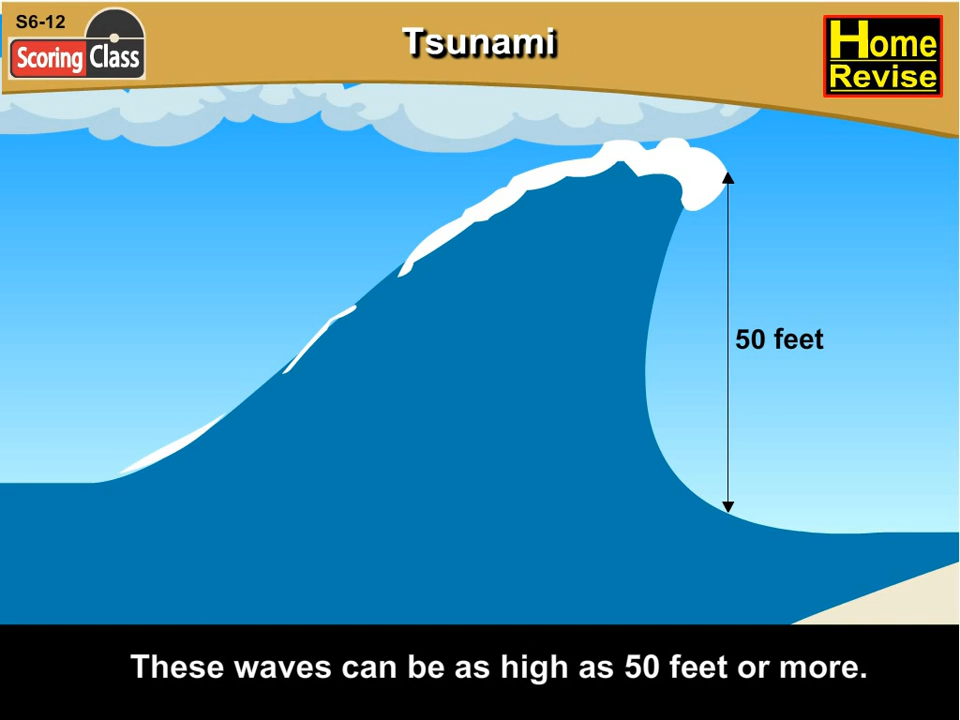 S6-12
Scoring Class
Tsunami
Home
Revise
50 feet
These waves can be as high as 50 feet or more.